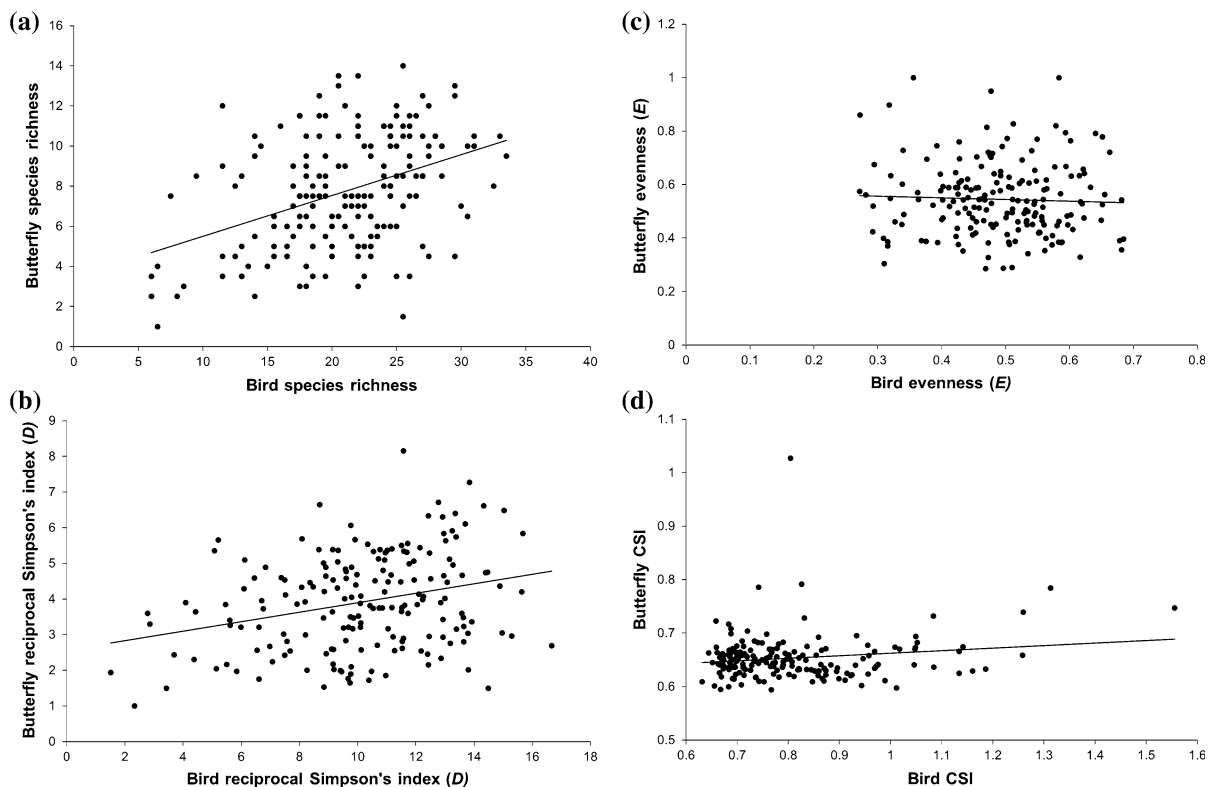 (a)
16
14
12
10
8
6
4
2
0
Butterfly species richness
0 5 10 15 20 25 30 35 40
Bird species richness
(b)
9
8
7
6
5
4
3
2
1
0
Butterfly reciprocal Simpson's index (D)
0 2 4 6 8 10 12 14 16 18
Bird reciprocal Simpson's index (D)
(c)
1.2
1
0.8
0.6
0.4
0.2
0
Butterfly evenness (E)
0 0.1 0.2 0.3 0.4 0.5 0.6 0.7 0.8
Bird evenness (E)
(d)
1.1
1
0.9
0.8
0.7
0.6
0.5
Butterfly CSI
0.6 0.7 0.8 0.9 1 1.1 1.2 1.3 1.4 1.5 1.6
Bird CSI